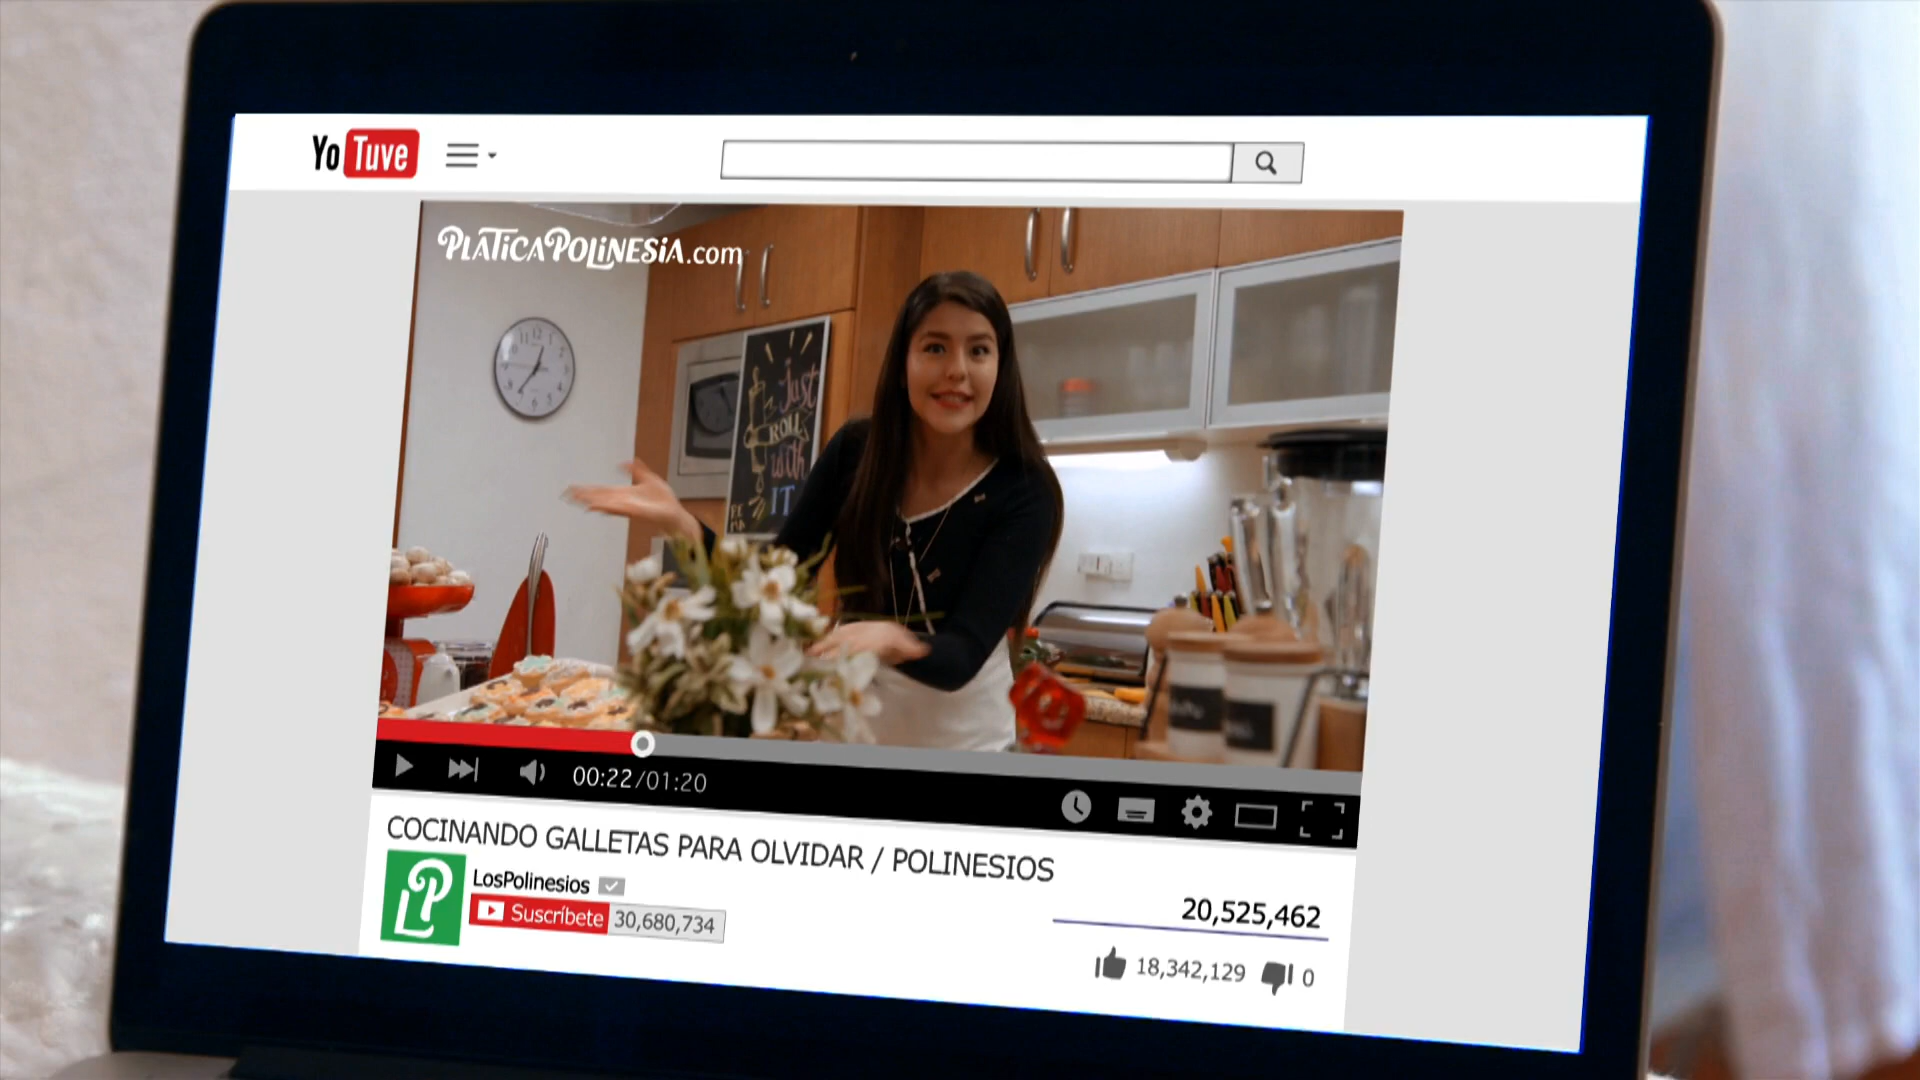 YoTuve
PLATICAPOLINESIA.com
Just
ROLL
with
IT
00:22/01:20
COCINANDO GALLETAS PARA OLVIDAR / POLINESIOS
LosPolinesios
Suscríbete 30,680,734
20,525,462
18,342,129 0
LP